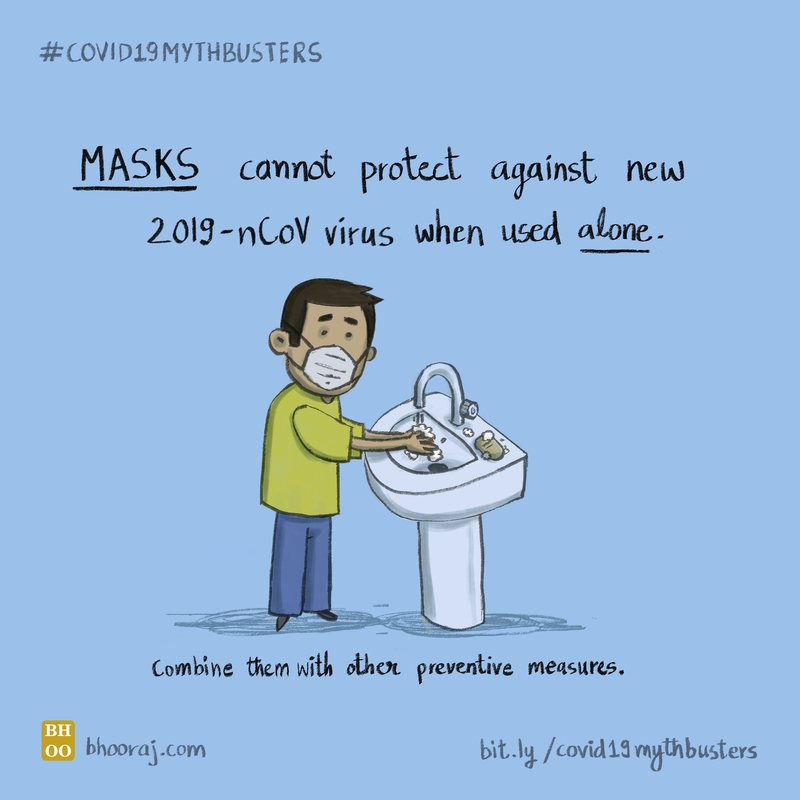 #COVID19MYTHBUSTERS
MASKS cannot protect against new
2019-nCoV virus when used alone.
Combine them with other preventive measures.
BH
OO
bhooraj.com
bit.ly/covid19mythbusters